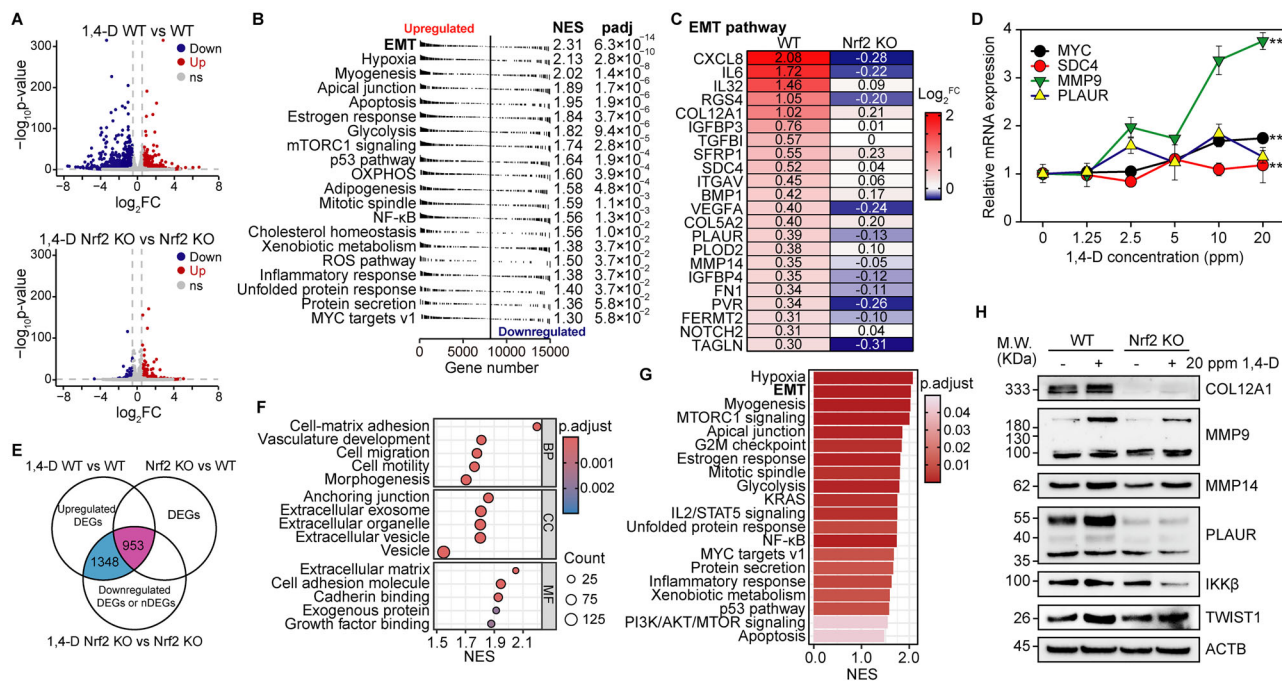 A
1,4-D WT vs WT
Down
Up
ns
300
200
100
0
−log10p-value
−8 −4 0 4 8
log2FC
1,4-D Nrf2 KO vs Nrf2 KO
Down
Up
ns
300
200
100
0
−log10p-value
−8 −4 0 4 8
log2FC
B
Upregulated NES padj
EMT 2.31 6.3×10−14
Hypoxia 2.13 2.8×10−10
Myogenesis 2.02 1.4×10−8
Apical junction 1.89 1.7×10−6
Apoptosis 1.95 1.9×10−6
Estrogen response 1.84 3.7×10−6
Glycolysis 1.82 9.4×10−6
mTORC1 signaling 1.74 2.8×10−5
p53 pathway 1.64 1.9×10−4
OXPHOS 1.60 3.9×10−4
Adipogenesis 1.58 4.8×10−4
Mitotic spindle 1.59 1.1×10−3
NF-κB 1.56 1.3×10−3
Cholesterol homeostasis 1.56 1.0×10−2
Xenobiotic metabolism 1.38 3.7×10−2
ROS pathway 1.50 3.7×10−2
Inflammatory response 1.38 3.7×10−2
Unfolded protein response 1.40 3.7×10−2
Protein secretion 1.36 5.8×10−2
MYC targets v1 1.30 5.8×10−2
Downregulated
0 5000 10000 15000
Gene number
C
EMT pathway
WT Nrf2 KO
CXCL8 2.08 -0.28
IL6 1.72 -0.22
IL32 1.46 0.09
RGS4 1.05 -0.20
COL12A1 1.02 0.21
IGFBP3 0.76 0.01
TGFBI 0.57 0
SFRP1 0.55 0.23
SDC4 0.52 0.04
ITGAV 0.45 0.06
BMP1 0.42 0.17
VEGFA 0.40 -0.24
COL5A2 0.40 0.20
PLAUR 0.39 -0.13
PLOD2 0.38 0.10
MMP14 0.35 -0.05
IGFBP4 0.35 -0.12
FN1 0.34 -0.11
PVR 0.34 -0.26
FERMT2 0.31 -0.10
NOTCH2 0.31 0.04
TAGLN 0.30 -0.31
Log2FC
2
1
0
D
MYC
SDC4
MMP9
PLAUR
4
3
2
1
0
Relative mRNA expression
**
**
**
0 1.25 2.5 5 10 20
1,4-D concentration (ppm)
E
1,4-D WT vs WT Nrf2 KO vs WT
Upregulated
DEGs
DEGs
953
1348
Downregulated
DEGs or nDEGs
1,4-D Nrf2 KO vs Nrf2 KO
F
Cell-matrix adhesion
Vasculature development
Cell migration
Cell motility
Morphogenesis
BP
Anchoring junction
Extracellular exosome
Extracellular organelle
Extracellular vesicle
Vesicle
CC
Extracellular matrix
Cell adhesion molecule
Cadherin binding
Exogenous protein
Growth factor binding
MF
1.5 1.7 1.9 2.1
NES
p.adjust
0.001
0.002
Count
25
75
125
G
Hypoxia
EMT
Myogenesis
MTORC1 signaling
Apical junction
G2M checkpoint
Estrogen response
Mitotic spindle
Glycolysis
KRAS
IL2/STAT5 signaling
Unfolded protein response
NF-κB
MYC targets v1
Protein secretion
Inflammatory response
Xenobiotic metabolism
p53 pathway
PI3K/AKT/MTOR signaling
Apoptosis
0.0 1.0 2.0
NES
p.adjust
0.04
0.03
0.02
0.01
H
M.W.
(KDa)
WT Nrf2 KO
- + - + 20 ppm 1,4-D
333 COL12A1
180
130
100
MMP9
62 MMP14
55
45
35
PLAUR
100 IKKβ
26 TWIST1
45 ACTB